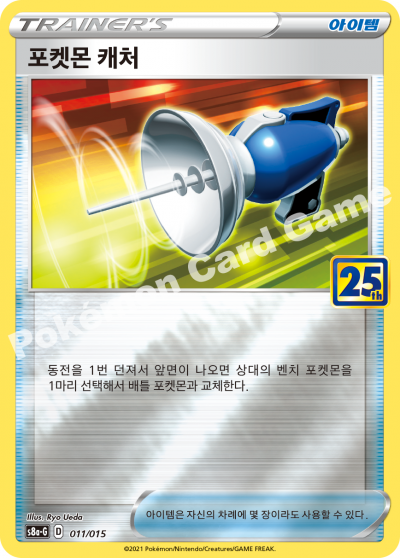 TRAINER'S
아이템
포켓몬 캐처
25th
Pokémon Card Game
동전을 1번 던져서 앞면이 나오면 상대의 벤치 포켓몬을
1마리 선택해서 배틀 포켓몬과 교체한다.
Illus. Ryo Ueda
s8a-G D 011/015
아이템은 자신의 차례에 몇 장이라도 사용할 수 있다.
©2021 Pokémon/Nintendo/Creatures/GAME FREAK.